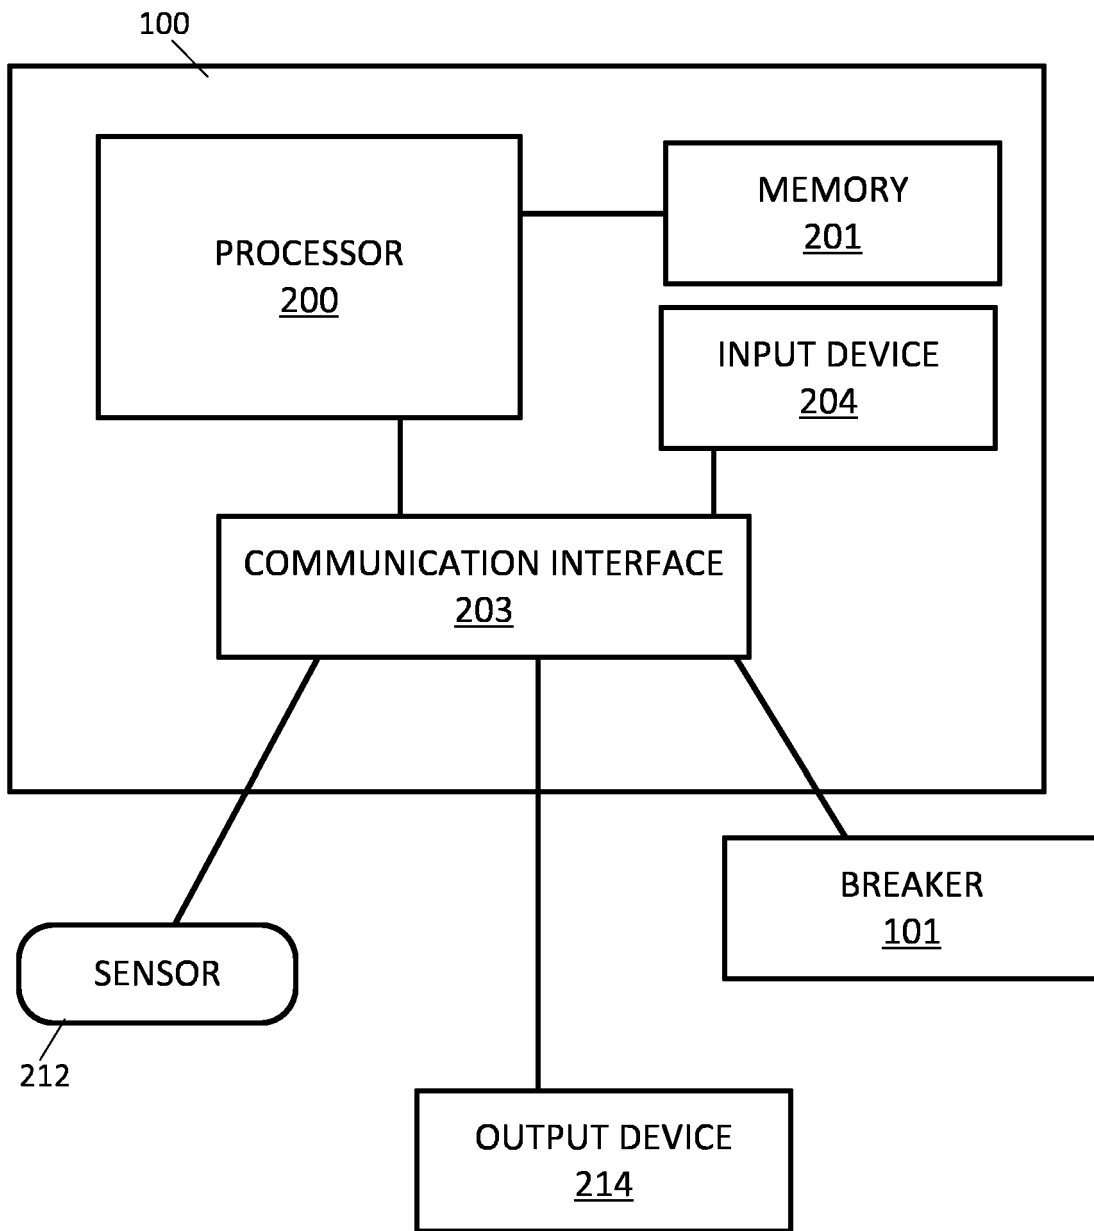 100
PROCESSOR
200
MEMORY
201
INPUT DEVICE
204
COMMUNICATION INTERFACE
203
BREAKER
101
SENSOR
212
OUTPUT DEVICE
214